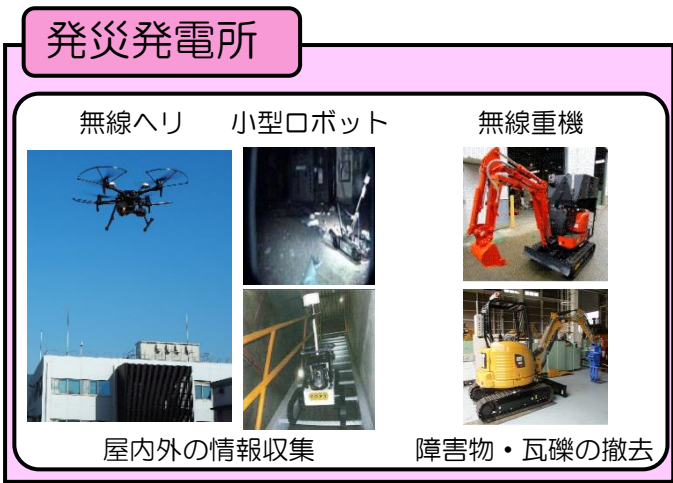 発災発電所
無線ヘリ
小型ロボット
無線重機
屋内外の情報収集
障害物・瓦礫の撤去